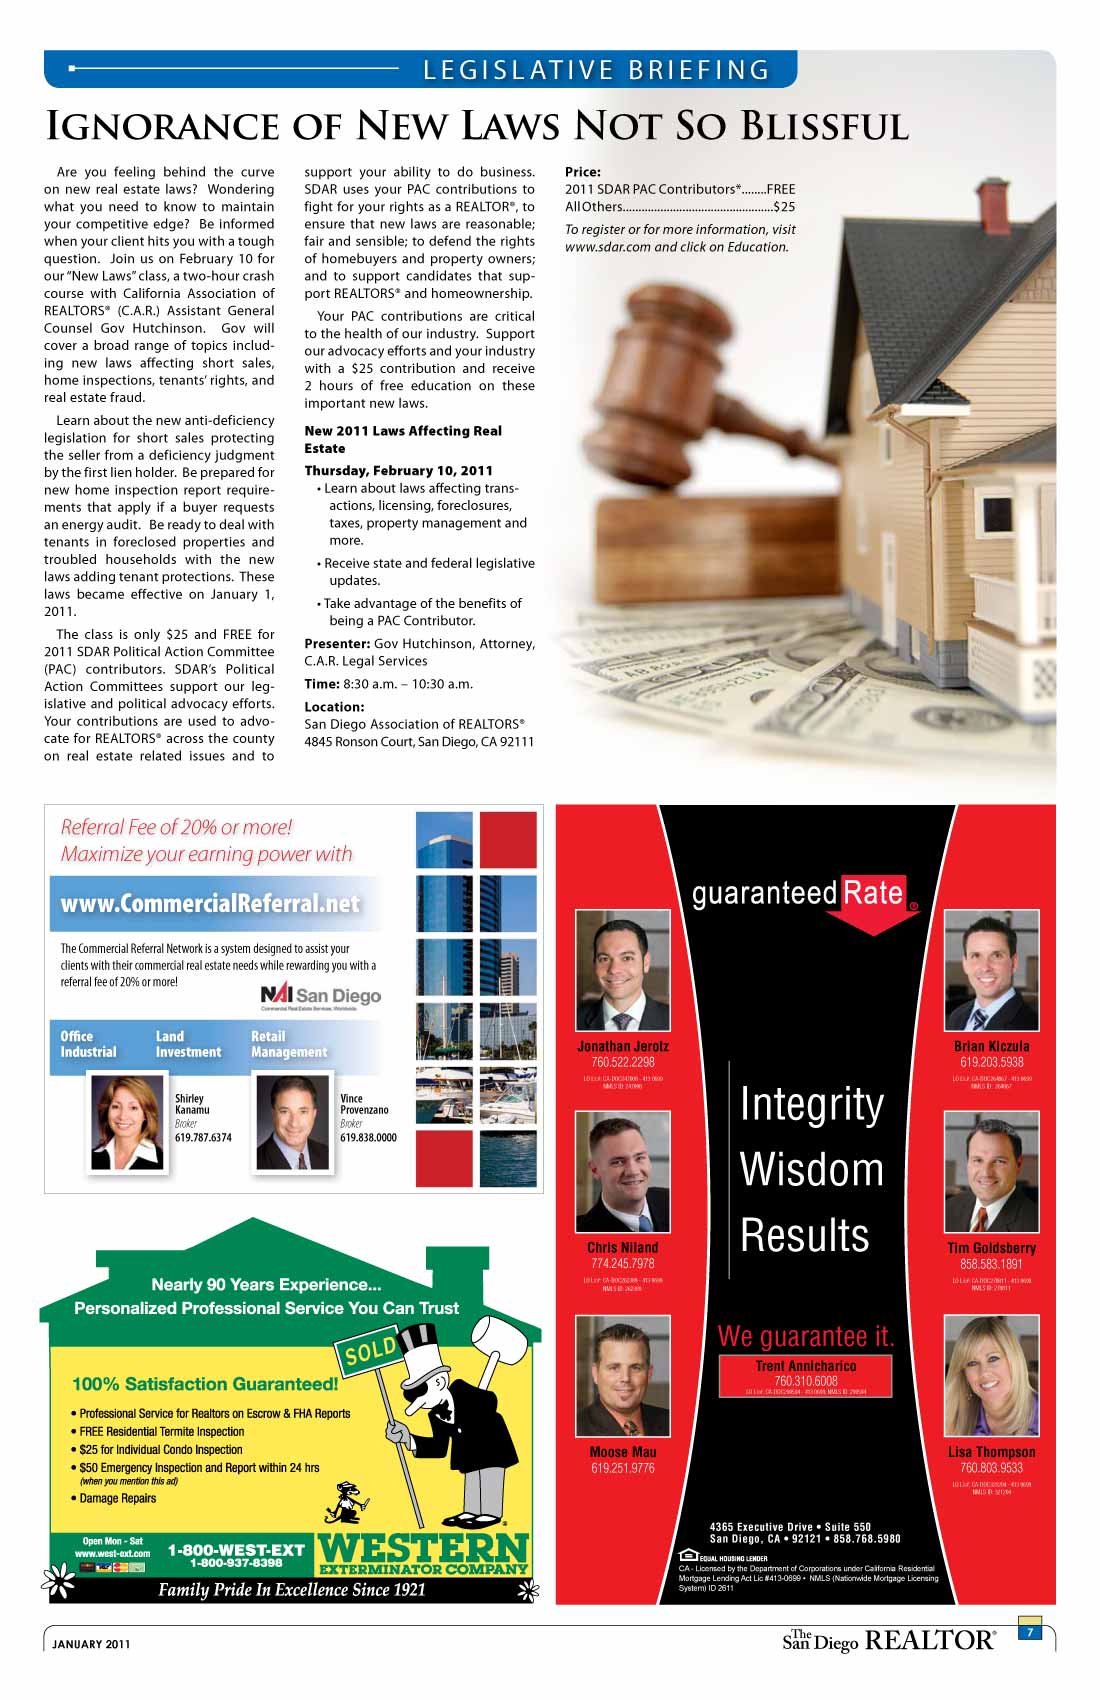 LEGISLATIVE BRIEFING
Ignorance of New Laws Not So Blissful
Are you feeling behind the curve
on new real estate laws? Wondering
what you need to know to maintain
your competitive edge? Be informed
when your client hits you with a tough
question. Join us on February 10 for
our "New Laws" class, a two-hour crash
course with California Association of
REALTORS® (C.A.R.) Assistant General
Counsel Gov Hutchinson. Gov will
cover a broad range of topics includ-
ing new laws affecting short sales,
home inspections, tenants' rights, and
real estate fraud.
Learn about the new anti-deficiency
legislation for short sales protecting
the seller from a deficiency judgment
by the first lien holder. Be prepared for
new home inspection report require-
ments that apply if a buyer requests
an energy audit. Be ready to deal with
tenants in foreclosed properties and
troubled households with the new
laws adding tenant protections. These
laws became effective on January 1,
2011.
The class is only $25 and FREE for
2011 SDAR Political Action Committee
(PAC) contributors. SDAR's Political
Action Committees support our leg-
islative and political advocacy efforts.
Your contributions are used to advo-
cate for REALTORS® across the county
on real estate related issues and to
support your ability to do business.
SDAR uses your PAC contributions to
fight for your rights as a REALTOR®, to
ensure that new laws are reasonable;
fair and sensible; to defend the rights
of homebuyers and property owners;
and to support candidates that sup-
port REALTORS® and homeownership.
Your PAC contributions are critical
to the health of our industry. Support
our advocacy efforts and your industry
with a $25 contribution and receive
2 hours of free education on these
important new laws.
New 2011 Laws Affecting Real
Estate
Thursday, February 10, 2011
• Learn about laws affecting trans-
actions, licensing, foreclosures,
taxes, property management and
more.
• Receive state and federal legislative
updates.
• Take advantage of the benefits of
being a PAC Contributor.
Presenter: Gov Hutchinson, Attorney,
C.A.R. Legal Services
Time: 8:30 a.m. – 10:30 a.m.
Location:
San Diego Association of REALTORS®
4845 Ronson Court, San Diego, CA 92111
Price:
2011 SDAR PAC Contributors*........FREE
All Others................................................$25
To register or for more information, visit
www.sdar.com and click on Education.
Referral Fee of 20% or more!
Maximize your earning power with
www.CommercialReferral.net
The Commercial Referral Network is a system designed to assist your
clients with their commercial real estate needs while rewarding you with a
referral fee of 20% or more!
NAI San Diego
Commercial Real Estate Services, Worldwide.
Office Land Retail
Industrial Investment Management
Shirley
Kanamu
Broker
619.787.6374
Vince
Provenzano
Broker
619.838.0000
Nearly 90 Years Experience...
Personalized Professional Service You Can Trust
SOLD
100% Satisfaction Guaranteed!
• Professional Service for Realtors on Escrow & FHA Reports
• FREE Residential Termite Inspection
• $25 for Individual Condo Inspection
• $50 Emergency Inspection and Report within 24 hrs
(when you mention this ad)
• Damage Repairs
Open Mon - Sat
www.west-ext.com
1-800-WEST-EXT
1-800-937-8398
WESTERN
EXTERMINATOR COMPANY
Family Pride In Excellence Since 1921
guaranteed Rate®
Jonathan Jerotz
760.522.2298
Brian Kiczula
619.203.5938
Chris Niland
774.245.7978
Tim Goldsberry
858.583.1891
Moose Mau
619.251.9776
Lisa Thompson
760.803.9533
Integrity
Wisdom
Results
We guarantee it.
Trent Annicharico
760.310.6008
4365 Executive Drive • Suite 550
San Diego, CA • 92121 • 858.768.5980
EQUAL HOUSING LENDER
CA - Licensed by the Department of Corporations under California Residential
Mortgage Lending Act Lic #413-0699 • NMLS (Nationwide Mortgage Licensing
System) ID 2611
JANUARY 2011
The San Diego REALTOR®
7